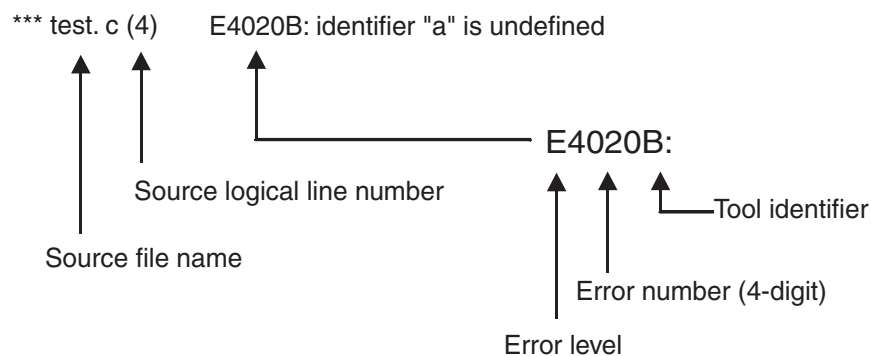 *** test. c (4) E4020B: identifier "a" is undefined
E4020B:
Source logical line number
Tool identifier
Source file name
Error number (4-digit)
Error level